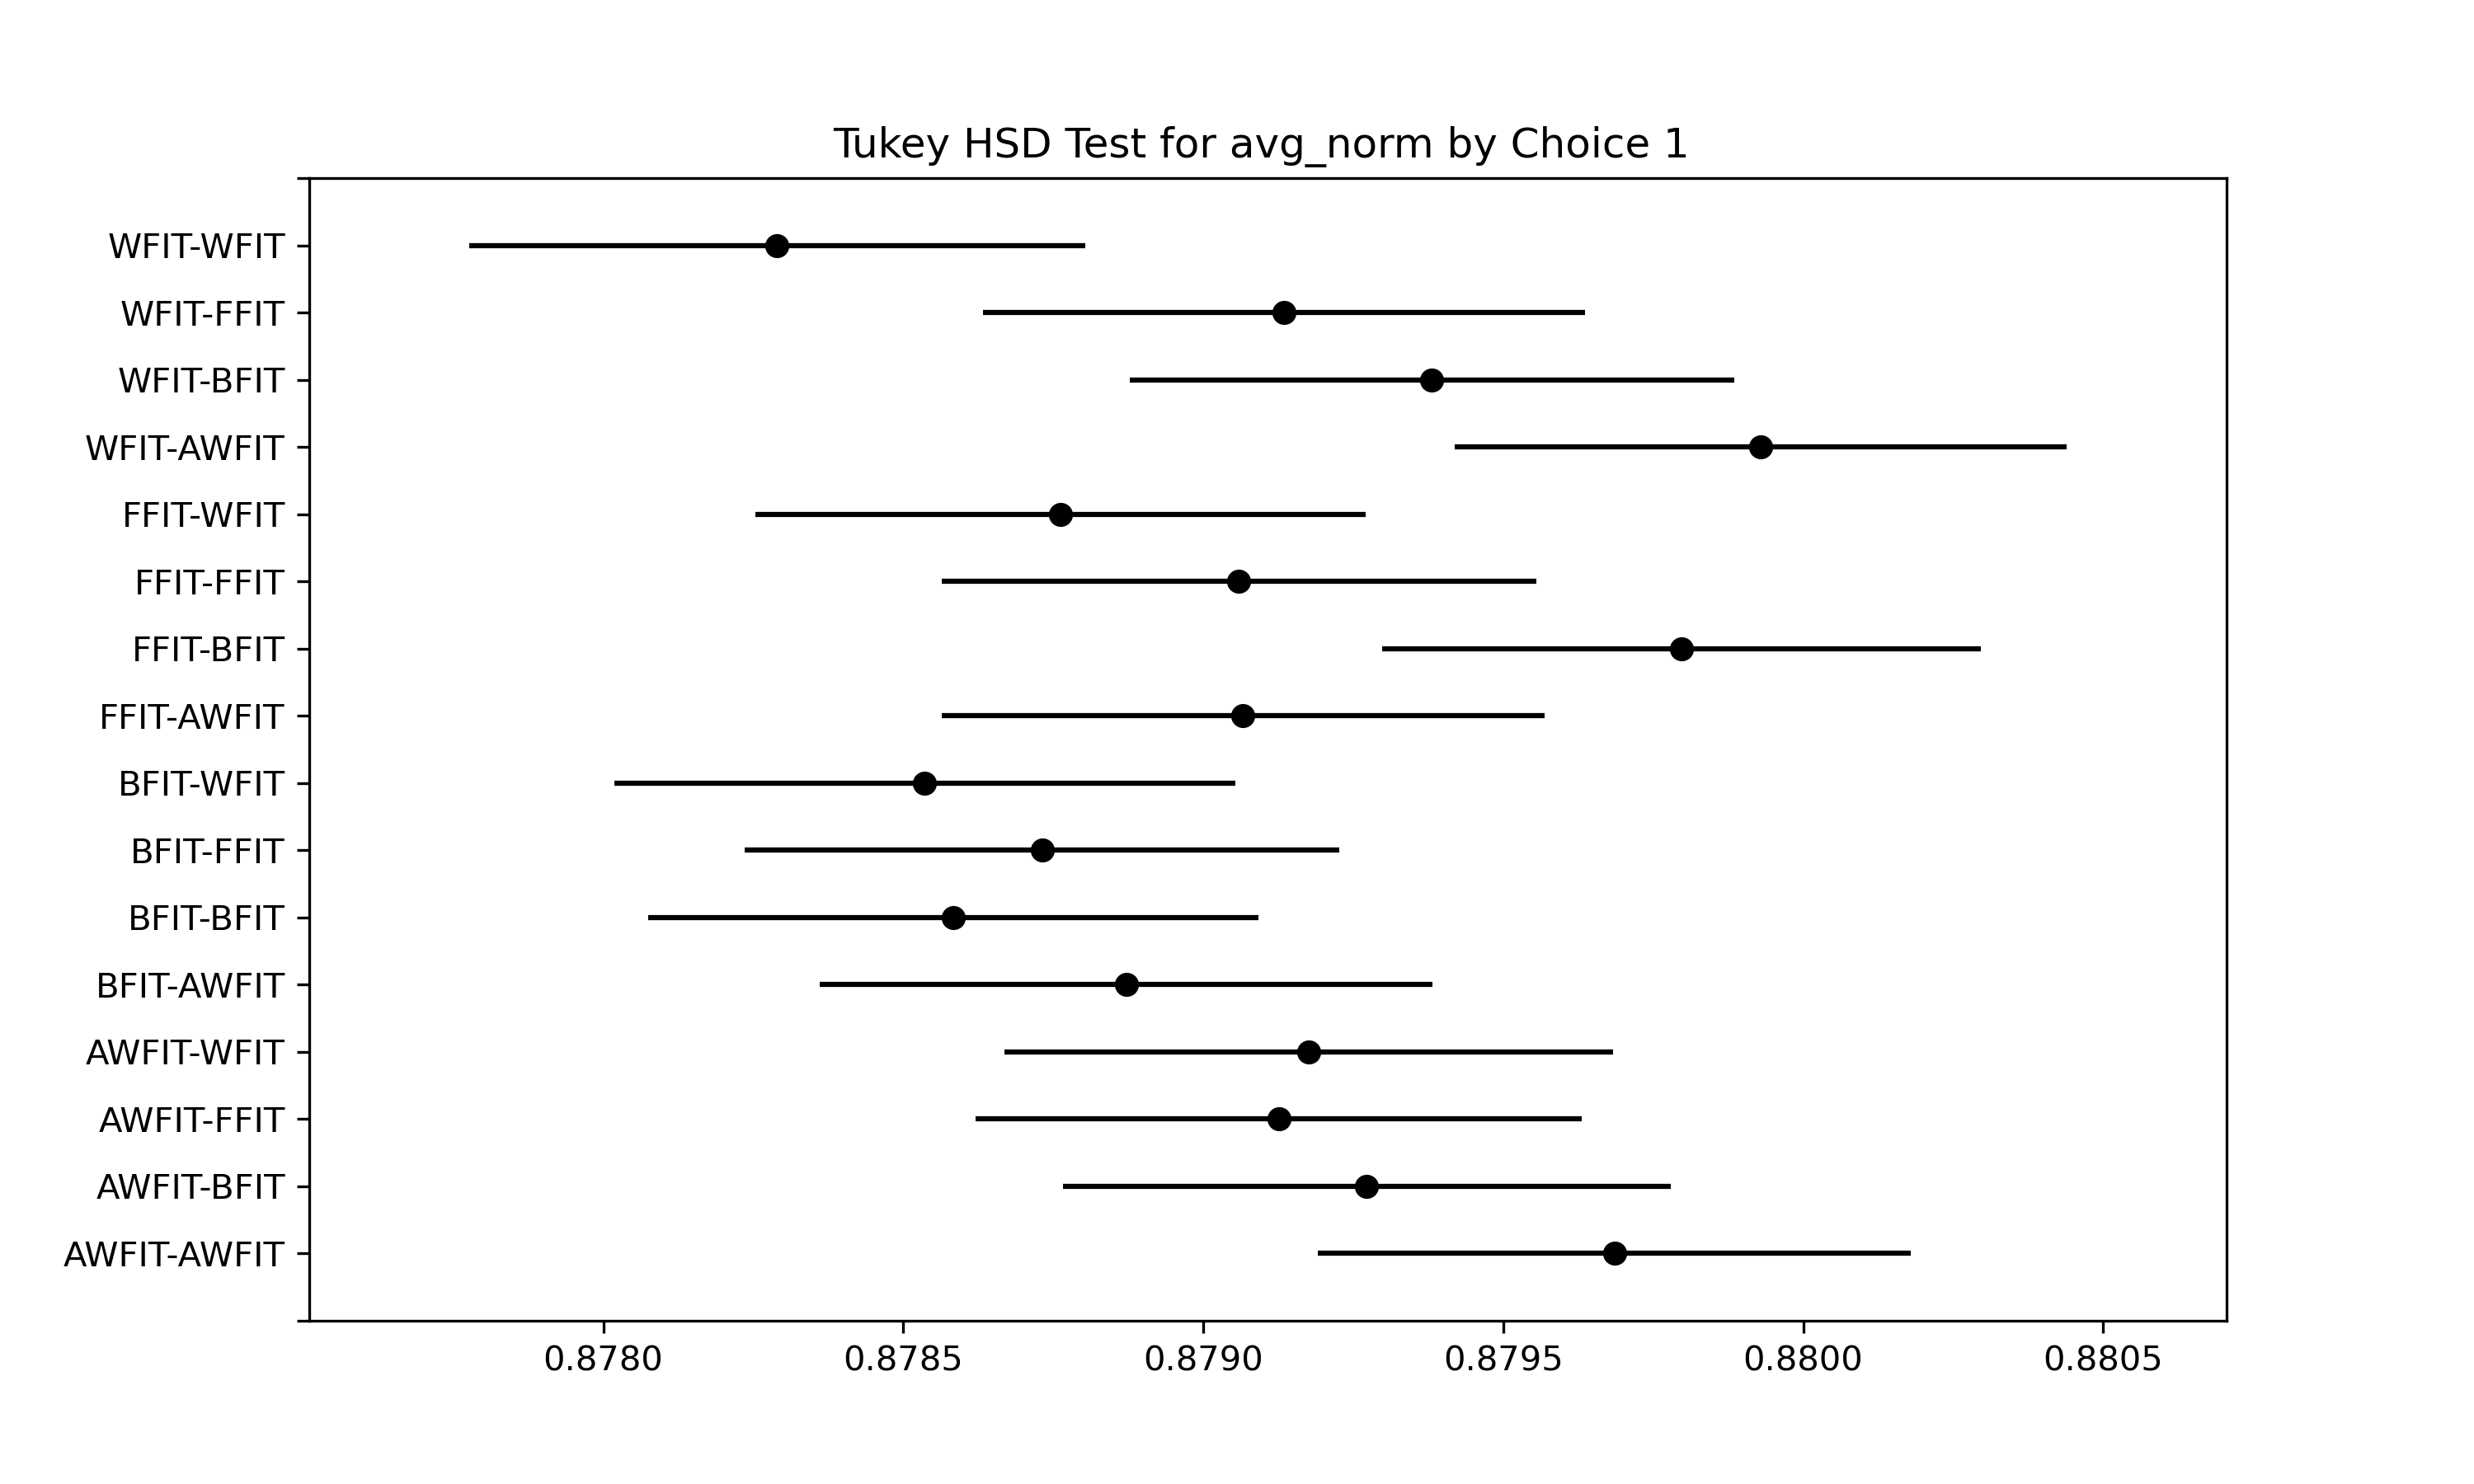 Tukey HSD Test for avg_norm by Choice 1
WFIT-WFIT
WFIT-FFIT
WFIT-BFIT
WFIT-AWFIT
FFIT-WFIT
FFIT-FFIT
FFIT-BFIT
FFIT-AWFIT
BFIT-WFIT
BFIT-FFIT
BFIT-BFIT
BFIT-AWFIT
AWFIT-WFIT
AWFIT-FFIT
AWFIT-BFIT
AWFIT-AWFIT
0.8780 0.8785 0.8790 0.8795 0.8800 0.8805